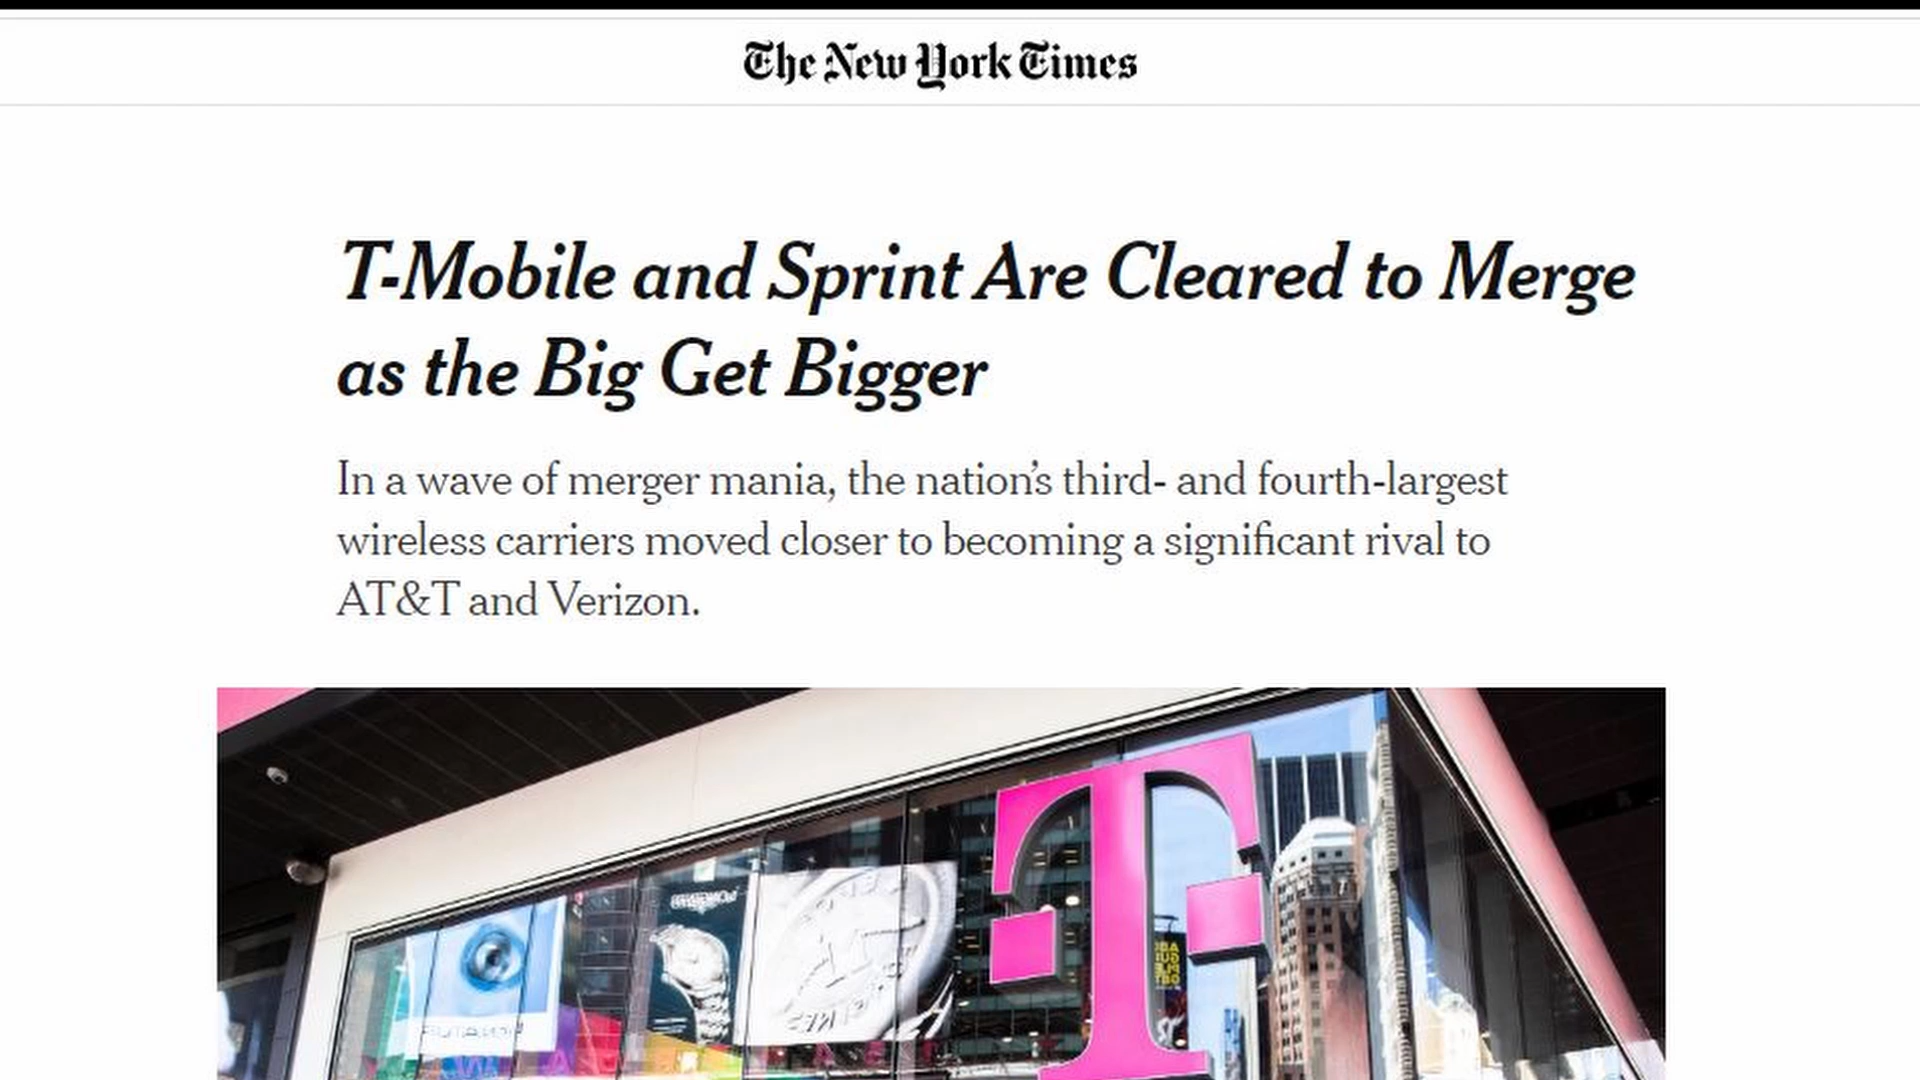 The New York Times
T-Mobile and Sprint Are Cleared to Merge
as the Big Get Bigger
In a wave of merger mania, the nation’s third- and fourth-largest
wireless carriers moved closer to becoming a significant rival to
AT&T and Verizon.
T